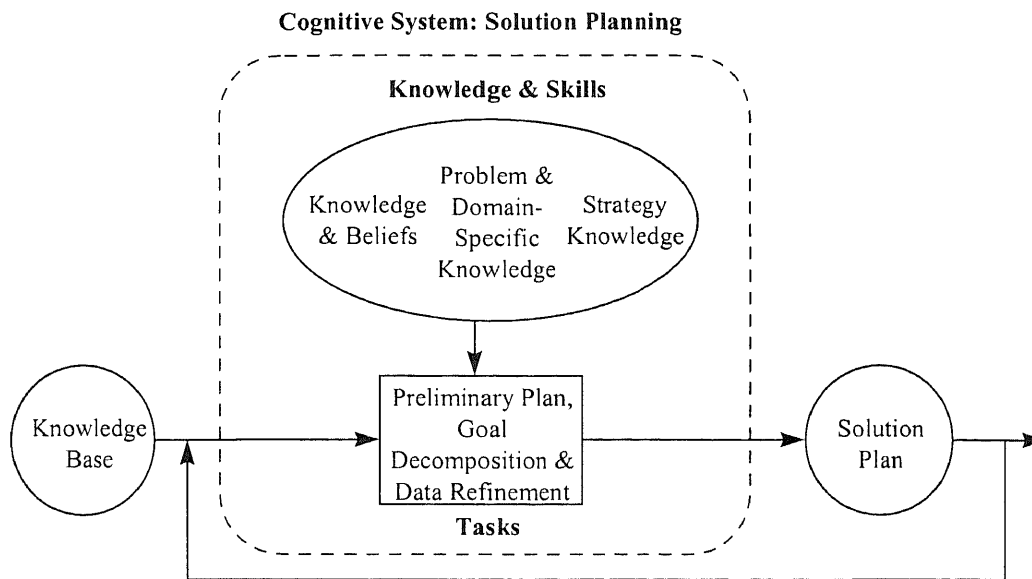 Cognitive System: Solution Planning
Knowledge & Skills
Knowledge
& Beliefs
Problem &
Domain-
Specific
Knowledge
Strategy
Knowledge
Knowledge
Base
Preliminary Plan,
Goal
Decomposition &
Data Refinement
Tasks
Solution
Plan